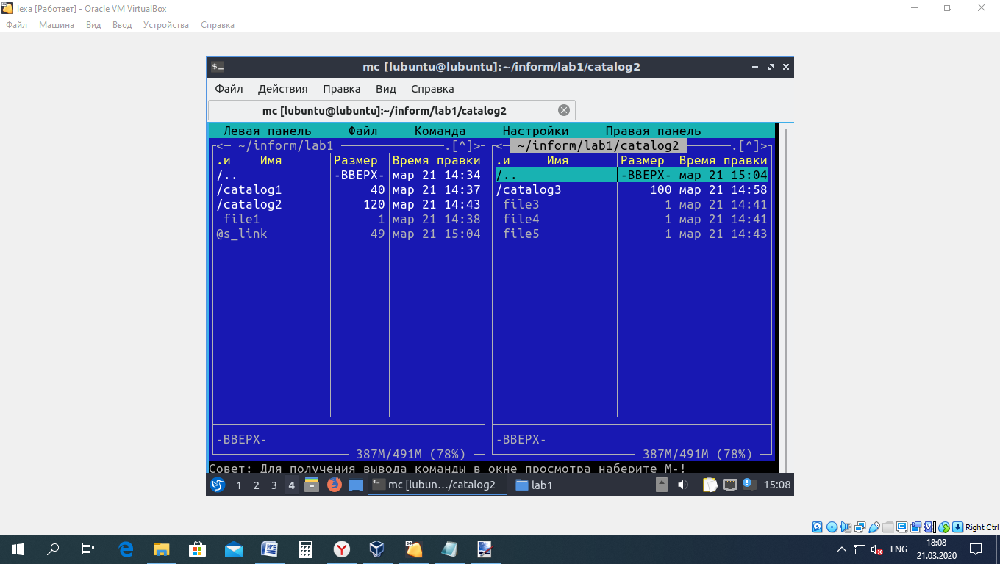 lexa [Работает] - Oracle VM VirtualBox
Файл Машина Вид Ввод Устройства Справка
mc [lubuntu@lubuntu]:~/inform/lab1/catalog2
Файл Действия Правка Вид Справка
mc [lubuntu@lubuntu]:~/inform/lab1/catalog2
Левая панель Файл Команда Настройки Правая панель
<— ~/inform/lab1 .[^]> <— ~/inform/lab1/catalog2 .[^]>
.и Имя Размер Время правки .и Имя Размер Время правки
/.. -ВВЕРХ- мар 21 14:34 /.. -ВВЕРХ- мар 21 15:04
/catalog1 40 мар 21 14:37 /catalog3 100 мар 21 14:58
/catalog2 120 мар 21 14:43 file3 1 мар 21 14:41
file1 1 мар 21 14:38 file4 1 мар 21 14:41
@s_link 49 мар 21 15:04 file5 1 мар 21 14:43
-ВВЕРХ- -ВВЕРХ-
387M/491M (78%) 387M/491M (78%)
Совет: Для получения вывода команды в окне просмотра наберите M-!
1 2 3 4 mc [lubun…/catalog2 lab1 15:08
Right Ctrl
ENG 18:08
21.03.2020